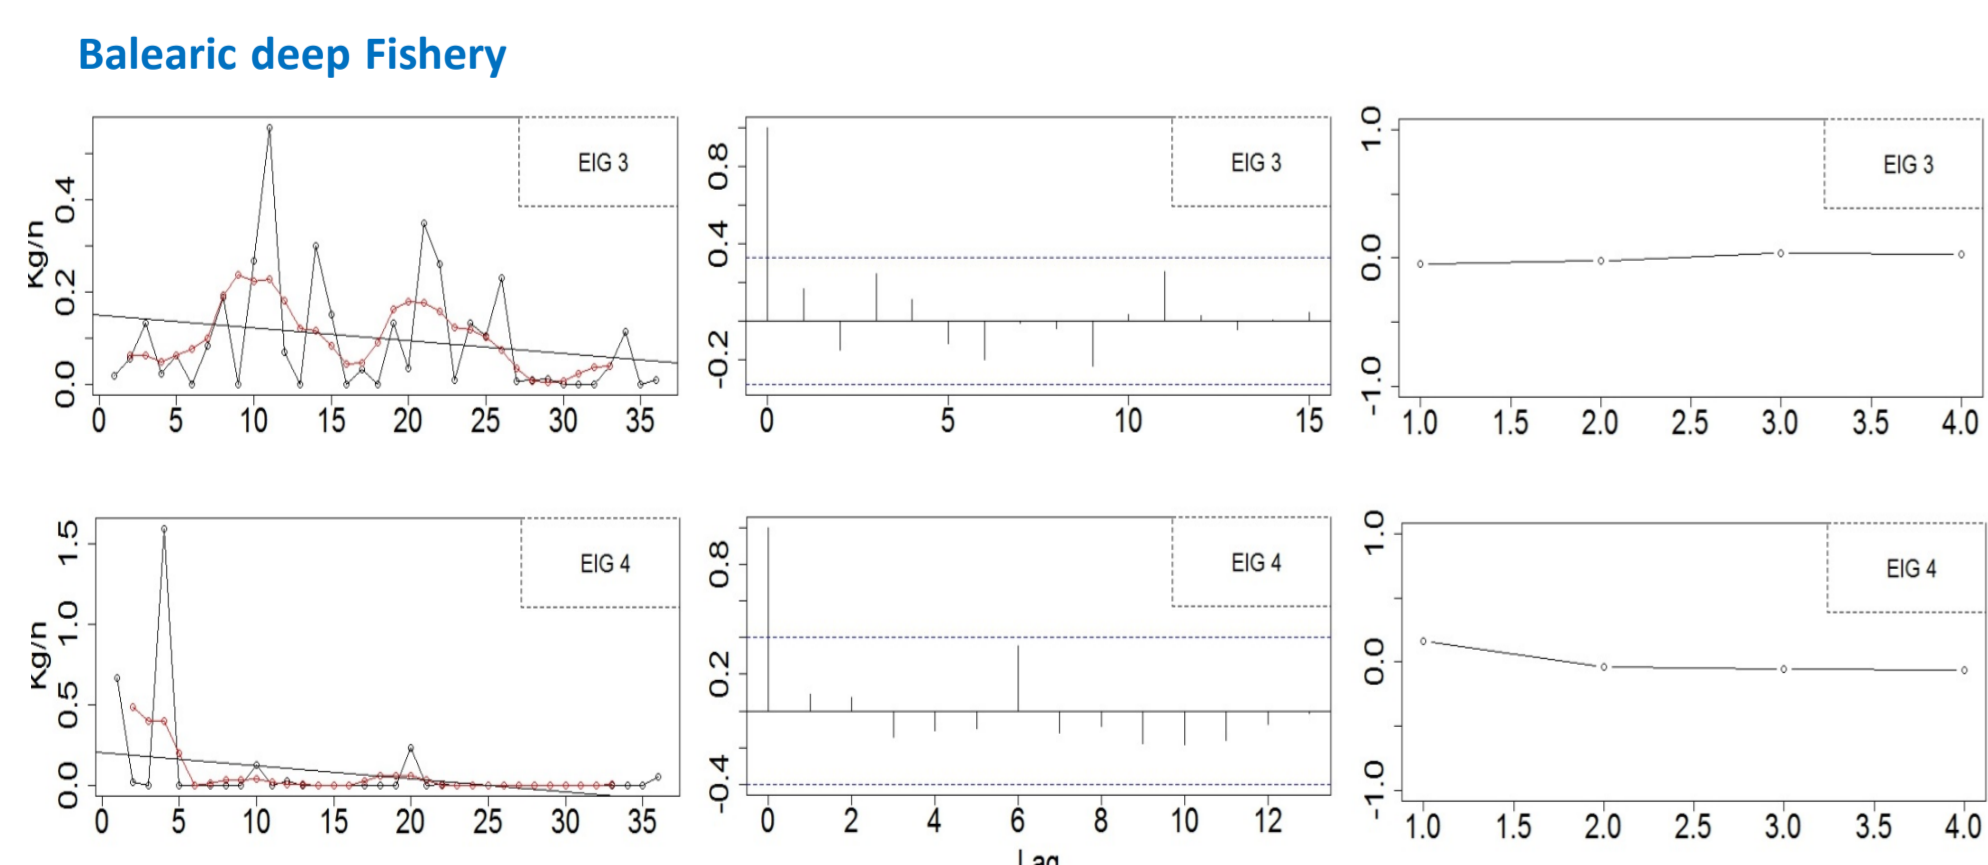 Balearic deep Fishery
Kg/h
0.0 0.2 0.4
EIG 3
0 5 10 15 20 25 30 35
-0.2 0.4 0.8
EIG 3
0 5 10 15
-1.0 0.0 1.0
EIG 3
1.0 1.5 2.0 2.5 3.0 3.5 4.0
Kg/h
0.0 0.5 1.0 1.5
EIG 4
0 5 10 15 20 25 30 35
-0.4 0.2 0.8
EIG 4
0 2 4 6 8 10 12
Lag
-1.0 0.0 1.0
EIG 4
1.0 1.5 2.0 2.5 3.0 3.5 4.0